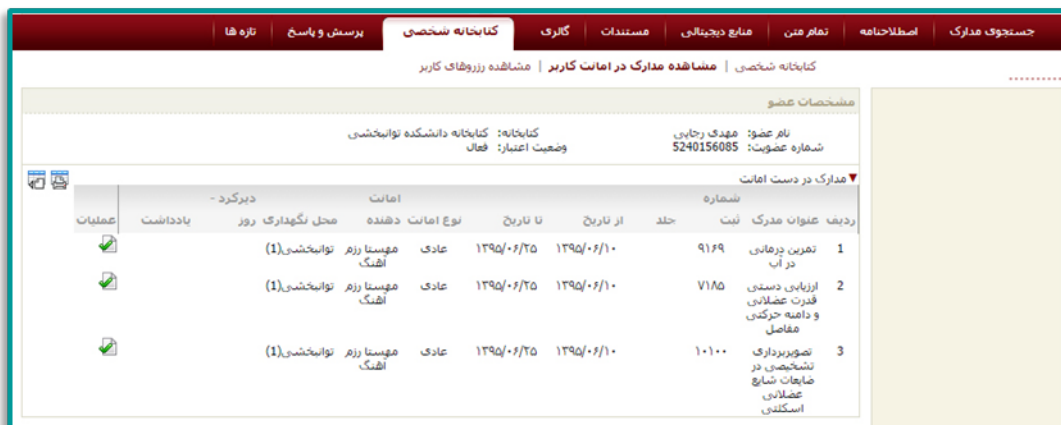 جستجوی مدارک اصطلاحنامه تمام متن منابع دیجیتالی مستندات گالری کتابخانه شخصی پرسش و پاسخ تازه ها
کتابخانه شخصی | مشاهده مدارک در امانت کاربر | مشاهده رزروهای کاربر
مشخصات عضو
نام عضو: مهدی رجایی کتابخانه: کتابخانه دانشکده توانبخشی
شماره عضویت: 5240156085 وضعیت اعتبار: فعال
▼ مدارک در دست امانت
شماره امانت دیرکرد -
ردیف عنوان مدرک ثبت جلد از تاریخ تا تاریخ نوع امانت دهنده محل نگهداری روز یادداشت عملیات
1 تمرین درمانی ۹۱۶۹ ۱۳۹۵/۰۶/۱۰ ۱۳۹۵/۰۶/۲۵ عادی مهستا رزم توانبخشی(1)
در آب آهنگ
2 ارزیابی دستی ۷۱۸۵ ۱۳۹۵/۰۶/۱۰ ۱۳۹۵/۰۶/۲۵ عادی مهستا رزم توانبخشی(1)
قدرت عضلانی آهنگ
و دامنه حرکتی
مفاصل
3 تصویربرداری ۱۰۱۰۰ ۱۳۹۵/۰۶/۱۰ ۱۳۹۵/۰۶/۲۵ عادی مهستا رزم توانبخشی(1)
تشخیصی در آهنگ
ضایعات شایع
عضلانی
اسکلتی